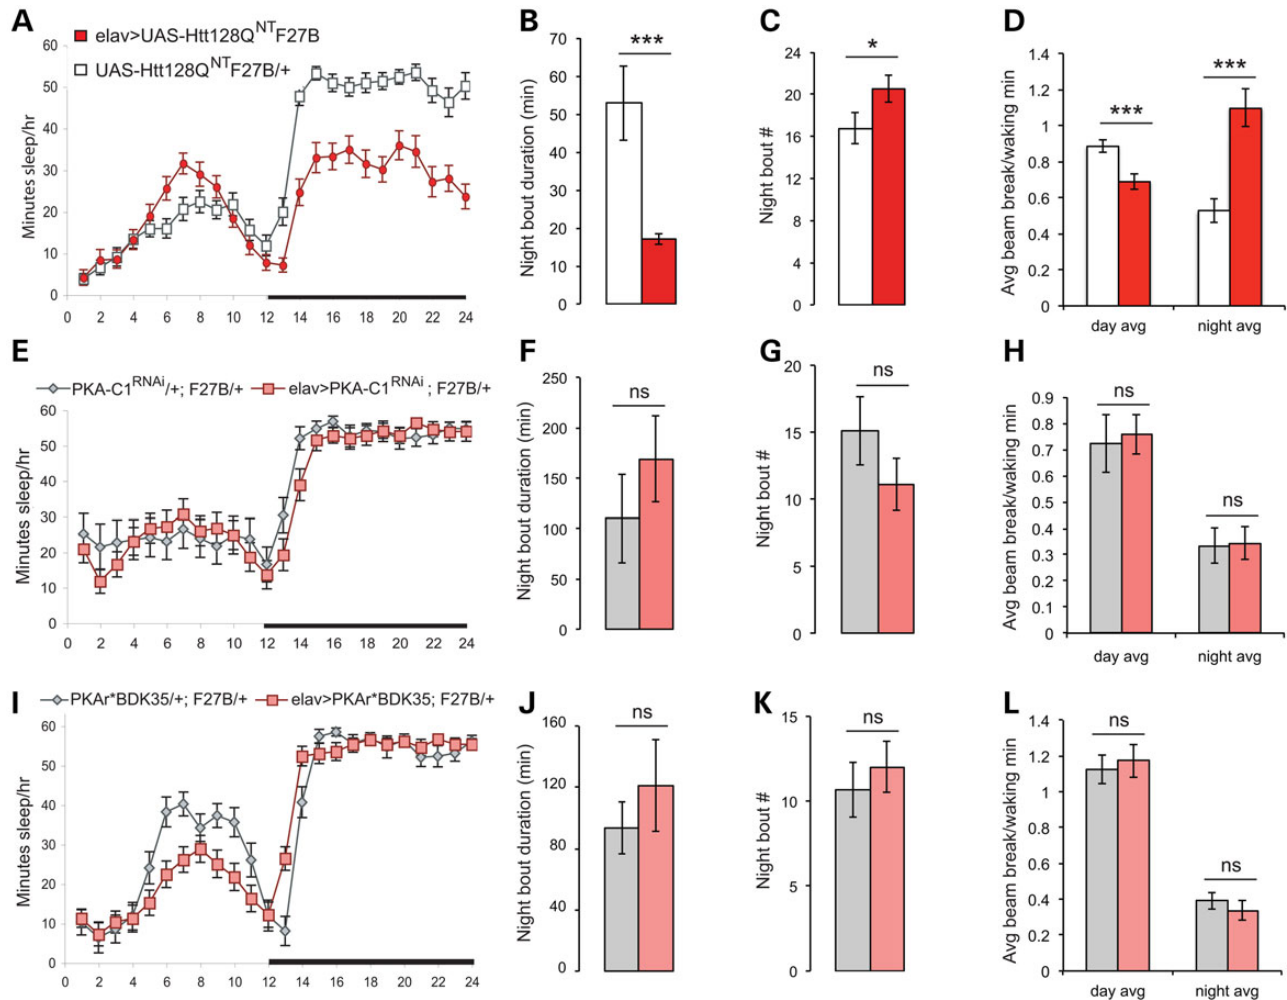 A
elav>UAS-Htt128Q^NT F27B
UAS-Htt128Q^NT F27B/+
Minutes sleep/hr
60
50
40
30
20
10
0
0 2 4 6 8 10 12 14 16 18 20 22 24
B
***
Night bout duration (min)
70
60
50
40
30
20
10
0
C
*
Night bout #
24
20
16
12
8
4
0
D
***
***
Avg beam break/waking min
1.4
1.2
1
0.8
0.6
0.4
0.2
0
day avg night avg
E
PKA-C1^RNAi/+; F27B/+ elav>PKA-C1^RNAi; F27B/+
Minutes sleep/hr
60
50
40
30
20
10
0
0 2 4 6 8 10 12 14 16 18 20 22 24
F
ns
Night bout duration (min)
250
200
150
100
50
0
G
ns
Night bout #
20
15
10
5
0
H
ns
ns
Avg beam break/waking min
0.9
0.8
0.7
0.6
0.5
0.4
0.3
0.2
0.1
0
day avg night avg
I
PKAr*BDK35/+; F27B/+ elav>PKAr*BDK35; F27B/+
Minutes sleep/hr
60
50
40
30
20
10
0
0 2 4 6 8 10 12 14 16 18 20 22 24
J
ns
Night bout duration (min)
160
120
80
40
0
K
ns
Night bout #
15
10
5
0
L
ns
ns
Avg beam break/waking min
1.4
1.2
1
0.8
0.6
0.4
0.2
0
day avg night avg